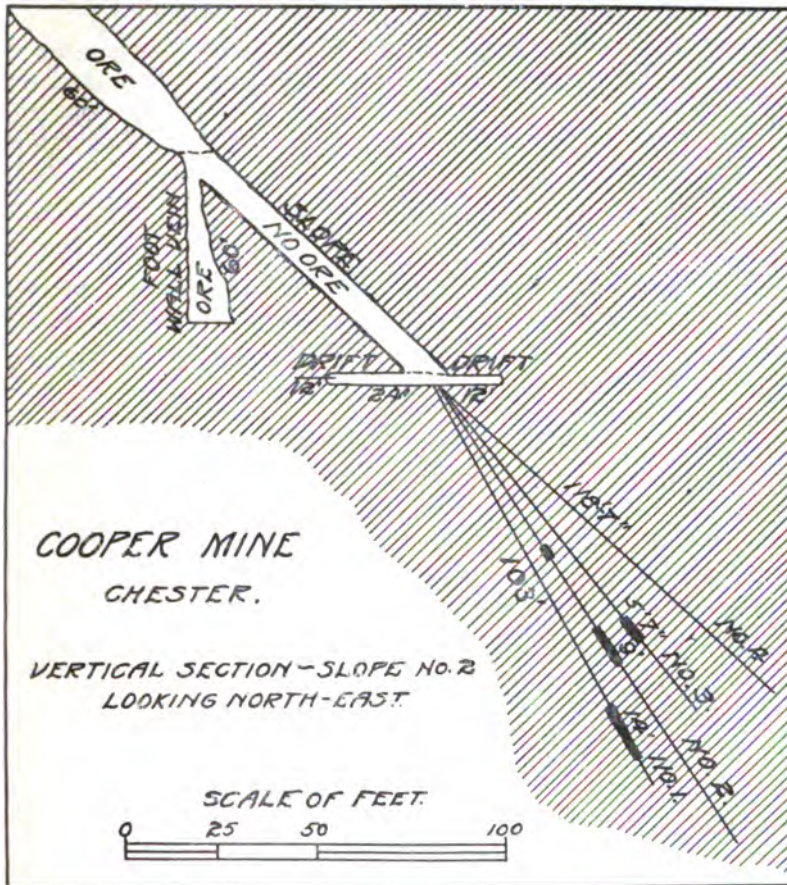 ORE
60'
FOOT
WALL VEIN
ORE
60'
SLOPE
NO ORE
DRIFT
DRIFT
12'
24'
12'
118'-7"
103'
NO.4
5'7" NO.3
NO.2.
14' NO.1.
COOPER MINE
CHESTER.
VERTICAL SECTION - SLOPE NO.2
LOOKING NORTH-EAST.
SCALE OF FEET.
0 25 50 100